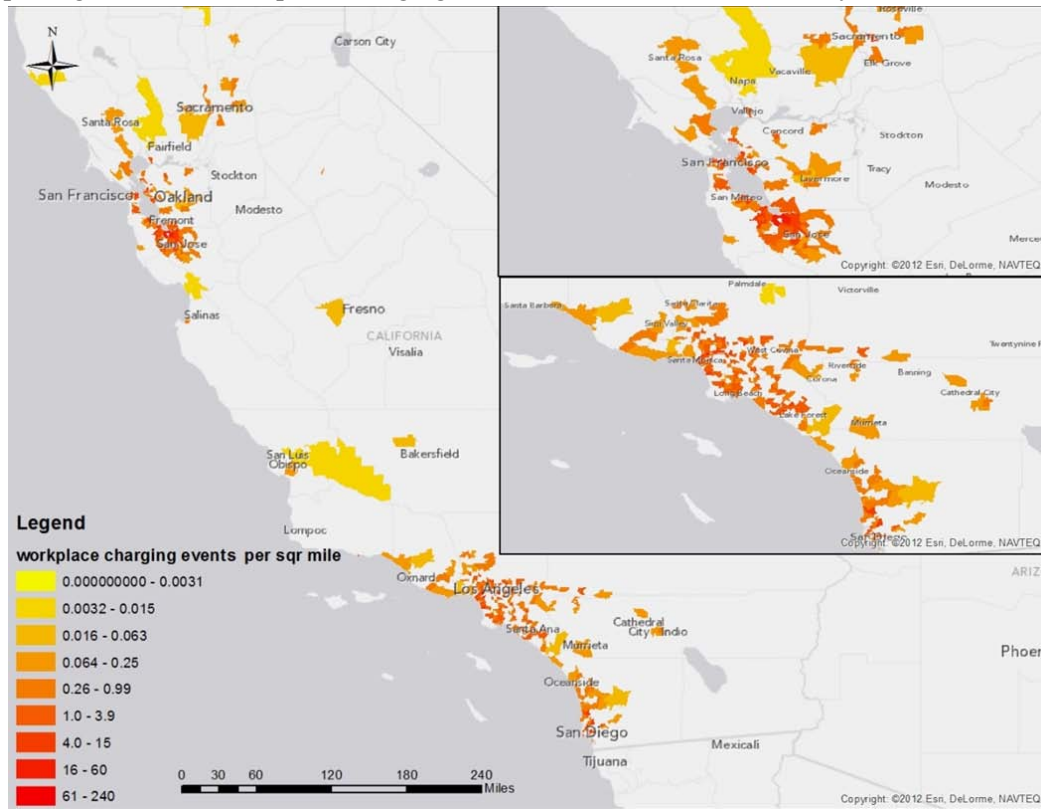 N
Carson City
Sacramento
Santa Rosa
Fairfield
Stockton
San Francisco
Oakland
Modesto
Fremont
San Jose
Salinas
Fresno
CALIFORNIA
Visalia
San Luis
Obispo
Bakersfield
Lompoc
Oxnard
Los Angeles
Santa Ana
Cathedral
City
Indio
Murrieta
Oceanside
San Diego
Mexicali
Tijuana
ARIZ
Phoer
Roseville
Sacramento
Santa Rosa
Elk Grove
Vacaville
Napa
Vallejo
Concord
Stockton
San Francisco
Tracy
Livermore
Modesto
San Mateo
San Jose
Merce
Copyright: ©2012 Esri, DeLorme, NAVTEQ
Palmdale
Victorville
Santa Barbara
Santa Clarita
Simi Valley
West Covina
Twentynine P
Santa Monica
Riverside
Banning
Corona
Long Beach
Cathedral City
Lake Forest
Murrieta
Oceanside
San Diego
Copyright: ©2012 Esri, DeLorme, NAVTEQ
Legend
workplace charging events per sqr mile
0.000000000 - 0.0031
0.0032 - 0.015
0.016 - 0.063
0.064 - 0.25
0.26 - 0.99
1.0 - 3.9
4.0 - 15
16 - 60
61 - 240
0 30 60 120 180 240
Miles
Copyright: ©2012 Esri, DeLorme, NAVTEQ